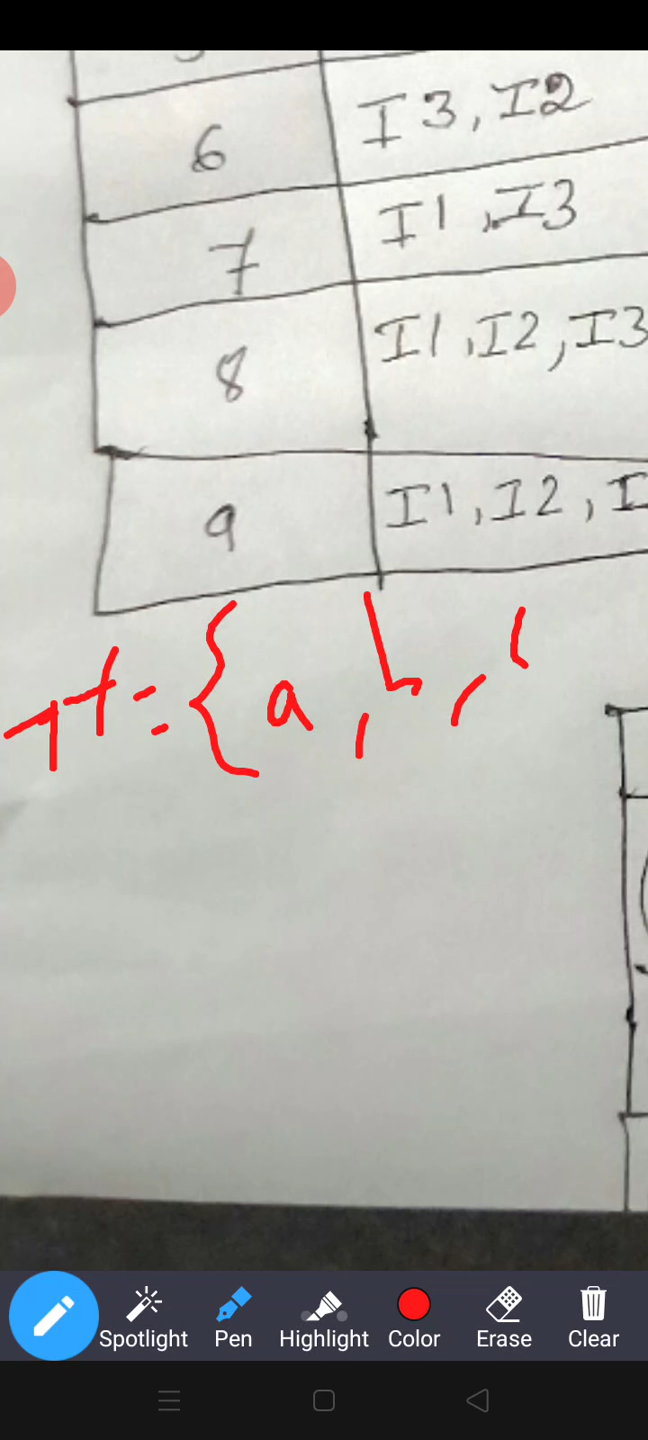 6 I3, I2
7 I1, I3
8 I1, I2, I3
9 I1, I2, I
= { a, b, (
Spotlight Pen Highlight Color Erase Clear